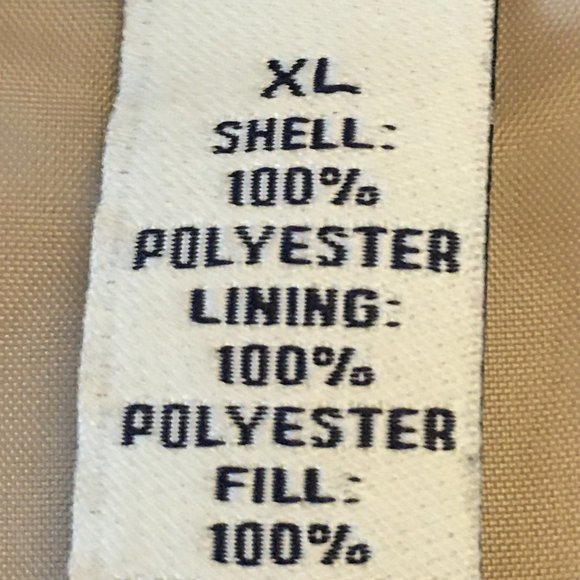 XL
SHELL:
100%
POLYESTER
LINING:
100%
POLYESTER
FILL:
100%